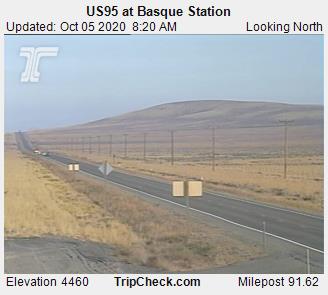 US95 at Basque Station
Updated: Oct 05 2020 8:20 AM Looking North
Elevation 4460 TripCheck.com Milepost 91.62